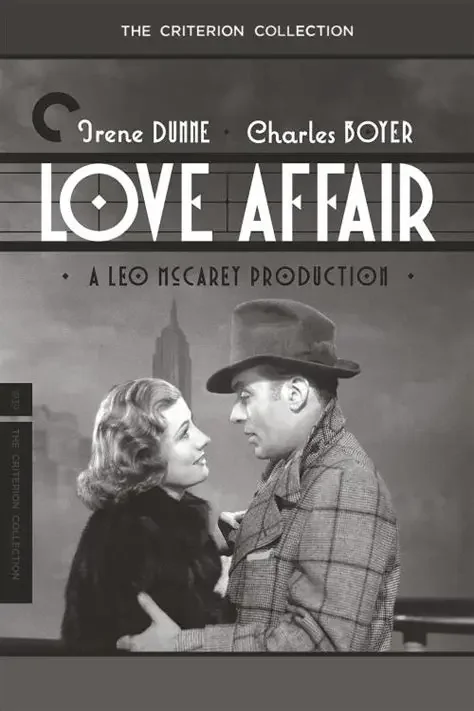 THE CRITERION COLLECTION
Irene DUNNE · Charles BOYER
LOVE AFFAIR
· A LEO McCAREY PRODUCTION ·
THE CRITERION COLLECTION